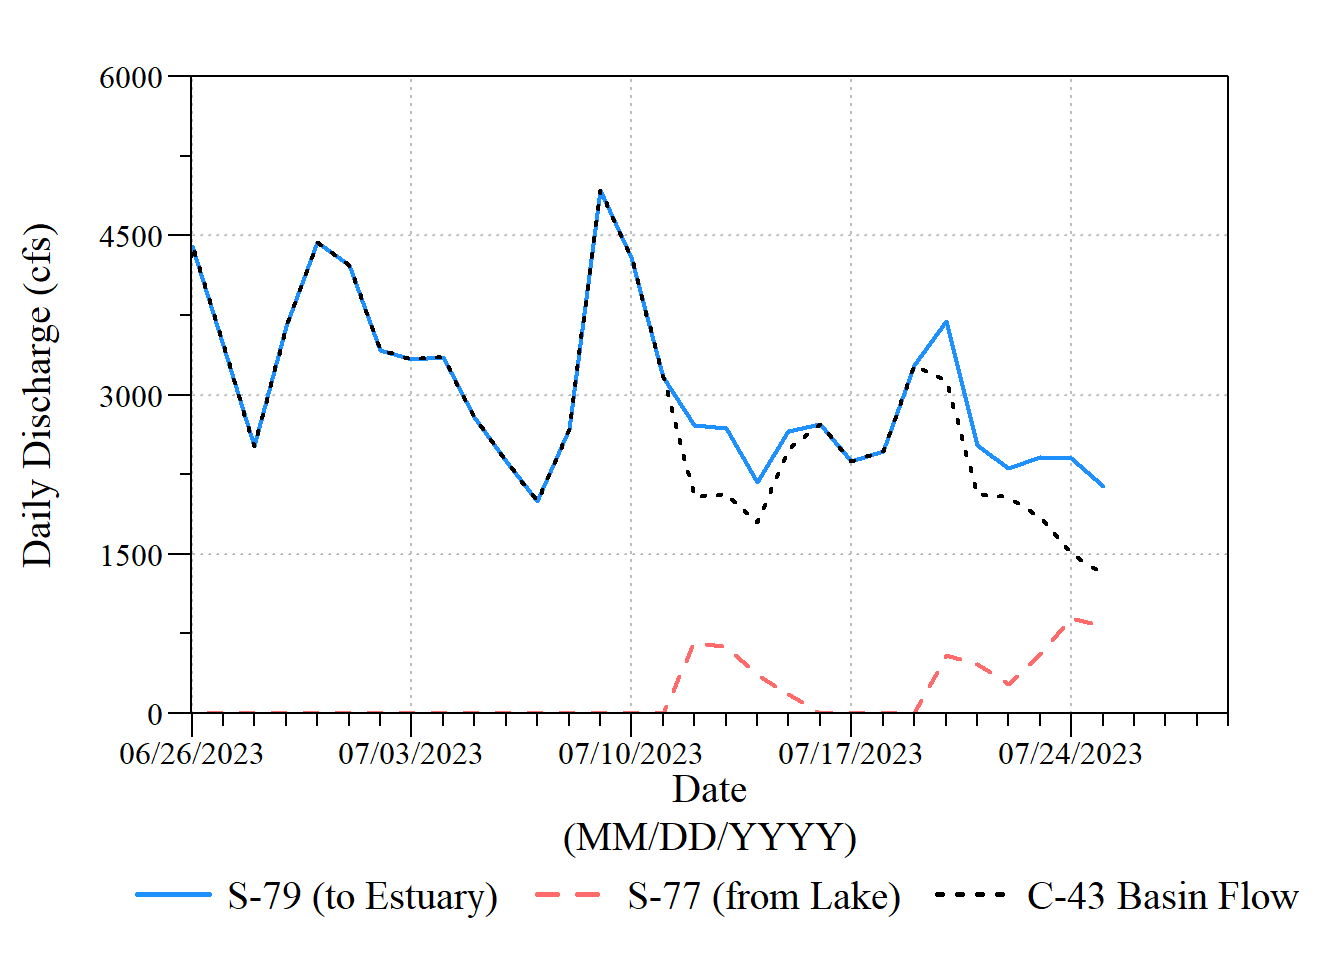 Daily Discharge (cfs)
6000
4500
3000
1500
0
06/26/2023 07/03/2023 07/10/2023 07/17/2023 07/24/2023
Date
(MM/DD/YYYY)
S-79 (to Estuary) S-77 (from Lake) C-43 Basin Flow